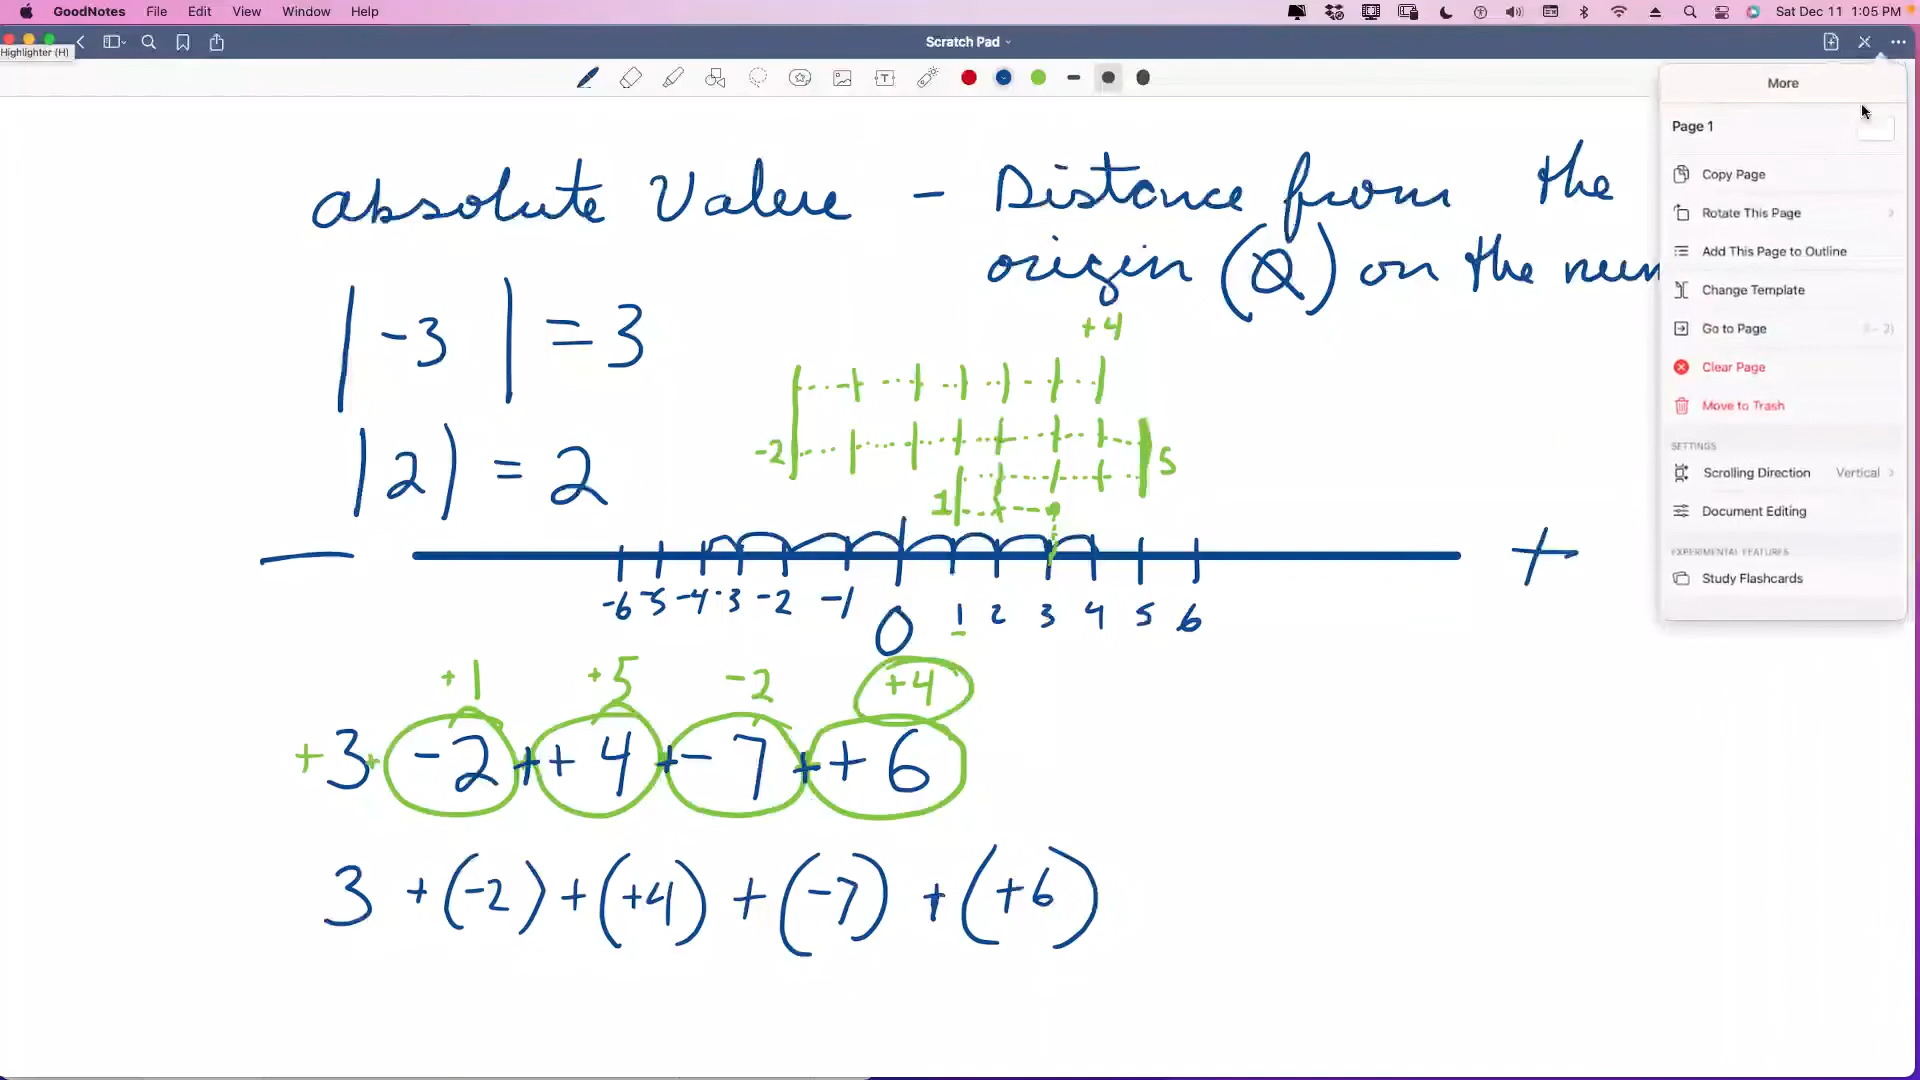 GoodNotes File Edit View Window Help Sat Dec 11 1:05 PM
Highlighter (H)
Scratch Pad
More
Page 1
Copy Page
Rotate This Page
Add This Page to Outline
Change Template
Go to Page
Clear Page
Move to Trash
SETTINGS
Scrolling Direction Vertical
Document Editing
EXPERIMENTAL FEATURES
Study Flashcards
absolute Value - Distance from the
origin (0) on the num
|-3| = 3
|2| = 2
+4
-2 5
1
— +
-6 -5 -4 -3 -2 -1 0 1 2 3 4 5 6
+1 +5 -2 +4
+3 + -2 + +4 + -7 + +6
3 + (-2) + (+4) + (-7) + (+6)